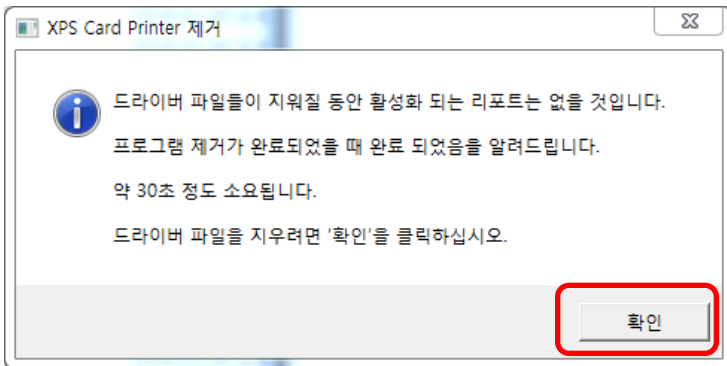 XPS Card Printer 제거
드라이버 파일들이 지워질 동안 활성화 되는 리포트는 없을 것입니다.
프로그램 제거가 완료되었을 때 완료 되었음을 알려드립니다.
약 30초 정도 소요됩니다.
드라이버 파일을 지우려면 '확인'을 클릭하십시오.
확인